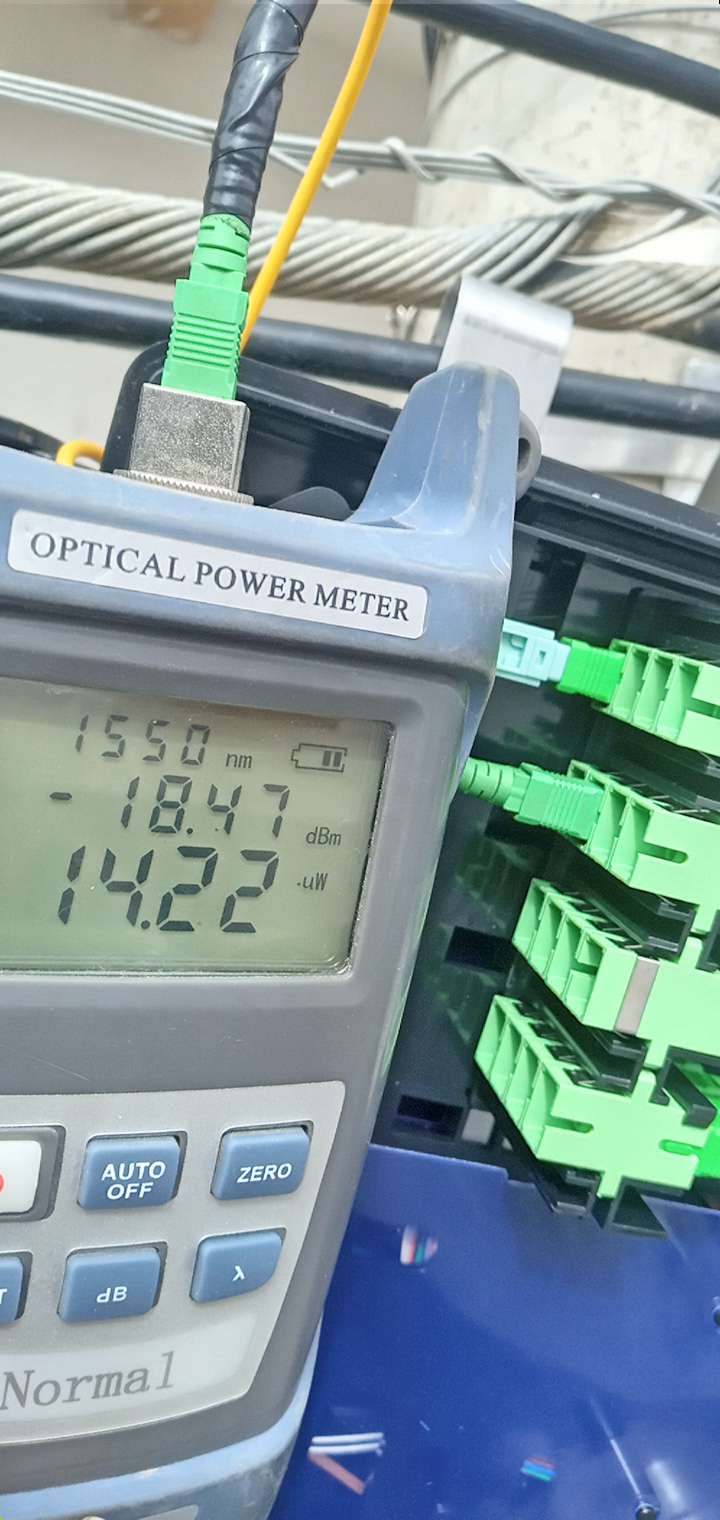 OPTICAL POWER METER
1550 nm
-18.47 dBm
14.22 uW
AUTO OFF
ZERO
T
dB
λ
Normal